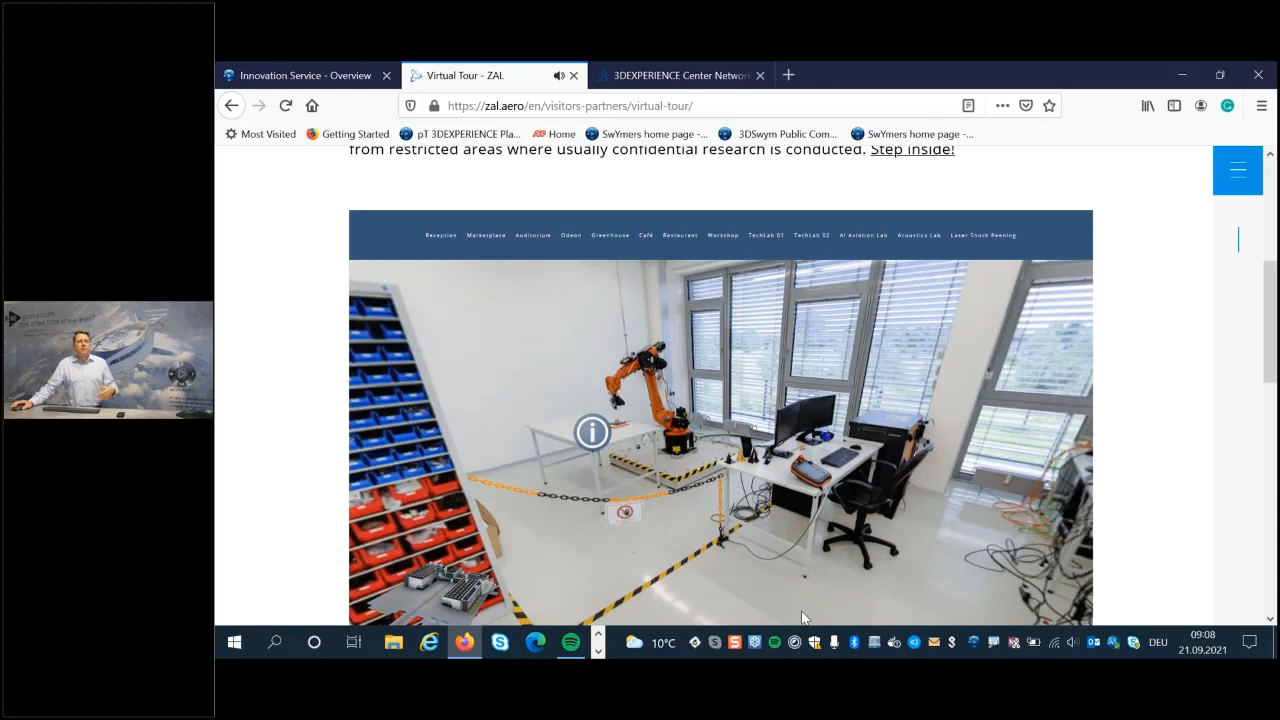 Innovation Service - Overview
Virtual Tour - ZAL
3DEXPERIENCE Center Network
https://zal.aero/en/visitors-partners/virtual-tour/
Most Visited
Getting Started
pT 3DEXPERIENCE Pla...
Home
SwYmers home page -...
3DSwym Public Com...
SwYmers home page -...
from restricted areas where usually confidential research is conducted. Step inside!
Reception Marketplace Auditorium Odeon Greenhouse Café Restaurant Workshop TechLab 01 TechLab 02 AI Aviation Lab Acoustics Lab Laser Shock Peening
10°C
DEU
09:08
21.09.2021